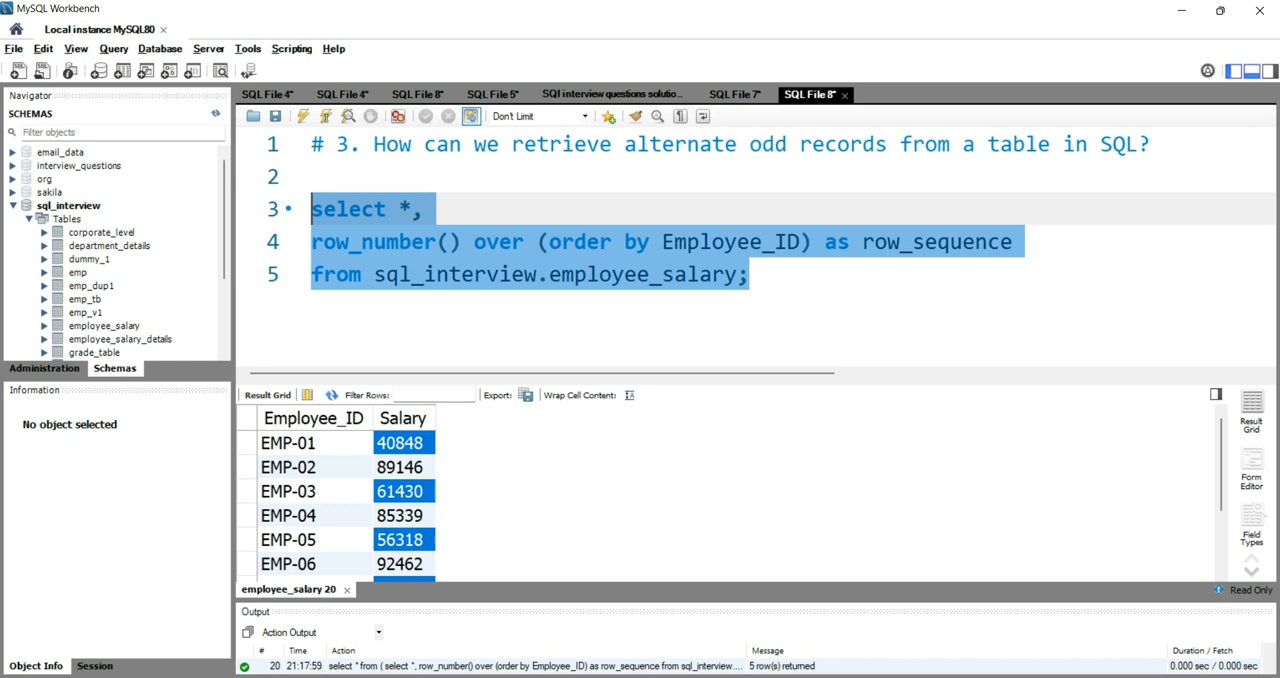 MySQL Workbench
Local instance MySQL80
File Edit View Query Database Server Tools Scripting Help
Navigator
SCHEMAS
Filter objects
email_data
interview_questions
org
sakila
sql_interview
Tables
corporate_level
department_details
dummy_1
emp
emp_dup1
emp_tb
emp_v1
employee_salary
employee_salary_details
grade_table
Administration Schemas
Information
No object selected
Object Info Session
SQL File 4* SQL File 4* SQL File 8* SQL File 5* SQl interview questions solutio... SQL File 7* SQL File 8*
Don't Limit
1 # 3. How can we retrieve alternate odd records from a table in SQL?
2
3 select *,
4 row_number() over (order by Employee_ID) as row_sequence
5 from sql_interview.employee_salary;
Result Grid Filter Rows: Export: Wrap Cell Content:
Employee_ID Salary
EMP-01 40848
EMP-02 89146
EMP-03 61430
EMP-04 85339
EMP-05 56318
EMP-06 92462
Result Grid
Form Editor
Field Types
employee_salary 20
Read Only
Output
Action Output
# Time Action Message Duration / Fetch
20 21:17:59 select * from ( select *, row_number() over (order by Employee_ID) as row_sequence from sql_interview.... 5 row(s) returned 0.000 sec / 0.000 sec